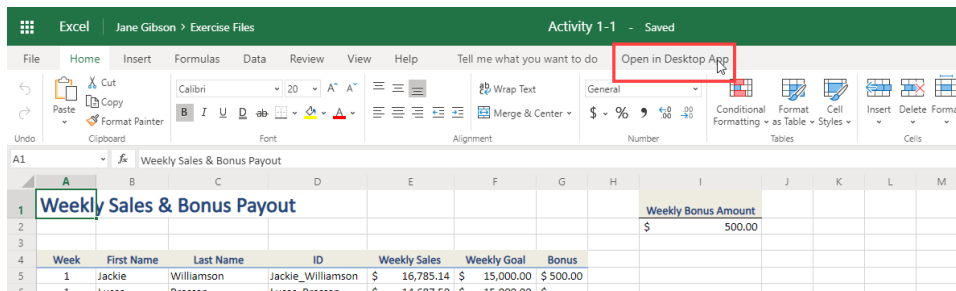 Excel Jane Gibson > Exercise Files Activity 1-1 - Saved
File Home Insert Formulas Data Review View Help Tell me what you want to do Open in Desktop App
Cut Calibri 20 A^ A˅ Wrap Text General
Paste Copy B I U D ab A Merge & Center $ % 9 .00 .00 Conditional Format Cell Insert Delete Forma
Format Painter Formatting as Table Styles
Undo Clipboard Font Alignment Number Tables Cells
A1 fx Weekly Sales & Bonus Payout
A B C D E F G H I J K L M
1 Weekly Sales & Bonus Payout Weekly Bonus Amount
2 $ 500.00
3
4 Week First Name Last Name ID Weekly Sales Weekly Goal Bonus
5 1 Jackie Williamson Jackie_Williamson $ 16,785.14 $ 15,000.00 $ 500.00